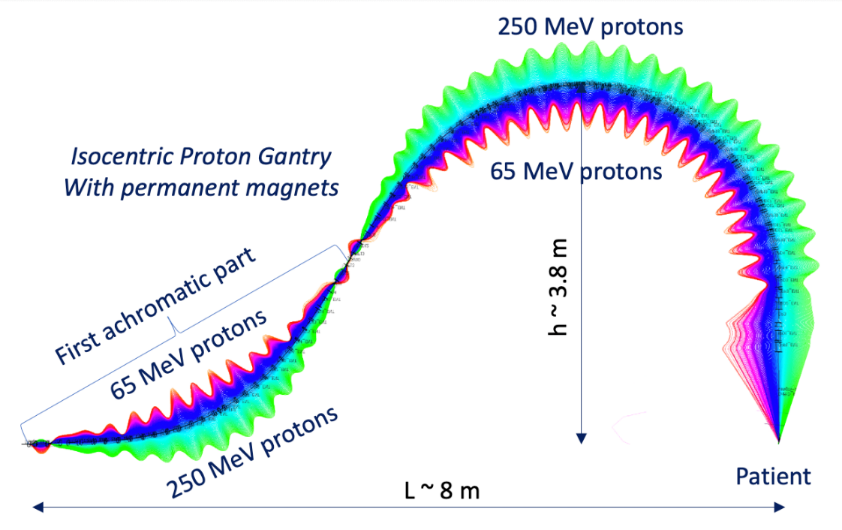 250 MeV protons
Isocentric Proton Gantry
With permanent magnets
65 MeV protons
First achromatic part
65 MeV protons
250 MeV protons
h ~ 3.8 m
Patient
L ~ 8 m